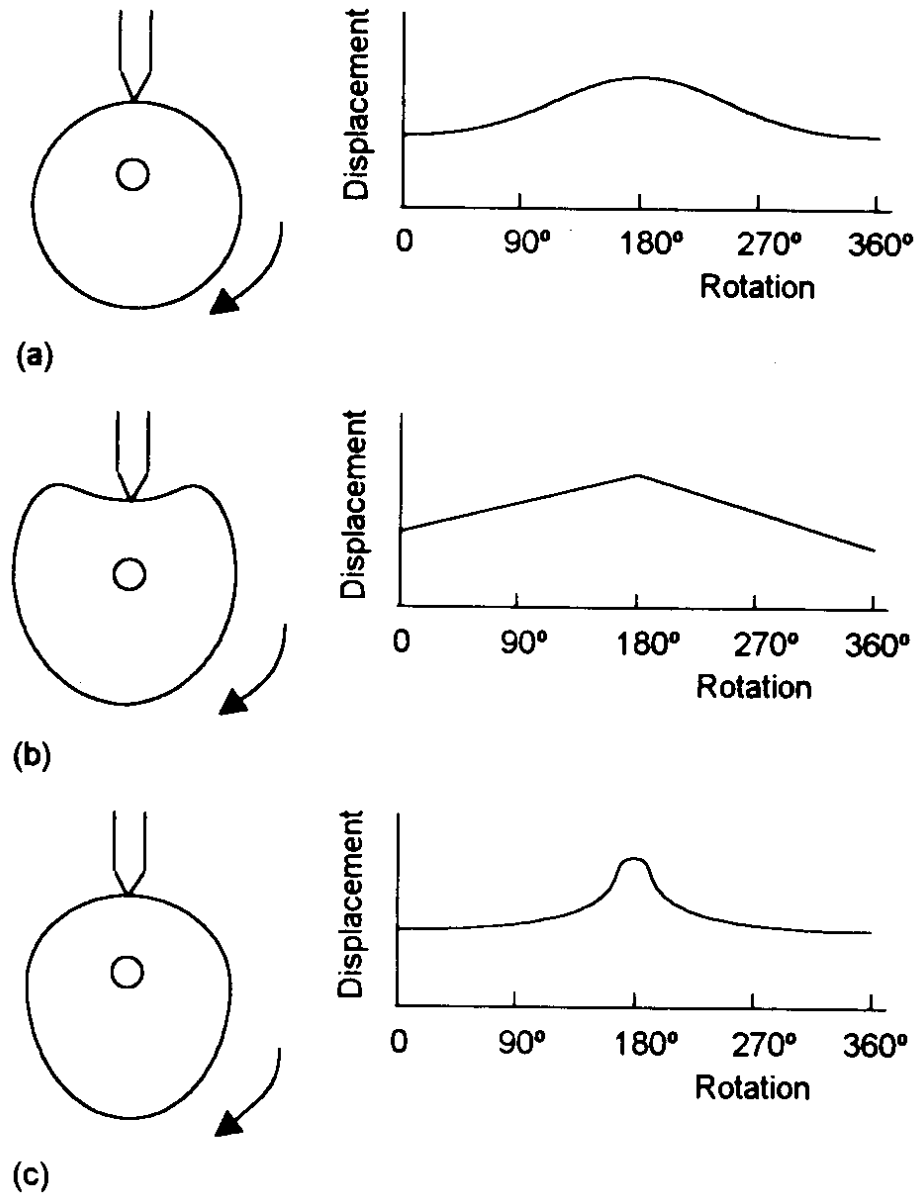 Displacement
0 90º 180º 270º 360º
Rotation
(a)
Displacement
0 90º 180º 270º 360º
Rotation
(b)
Displacement
0 90º 180º 270º 360º
Rotation
(c)